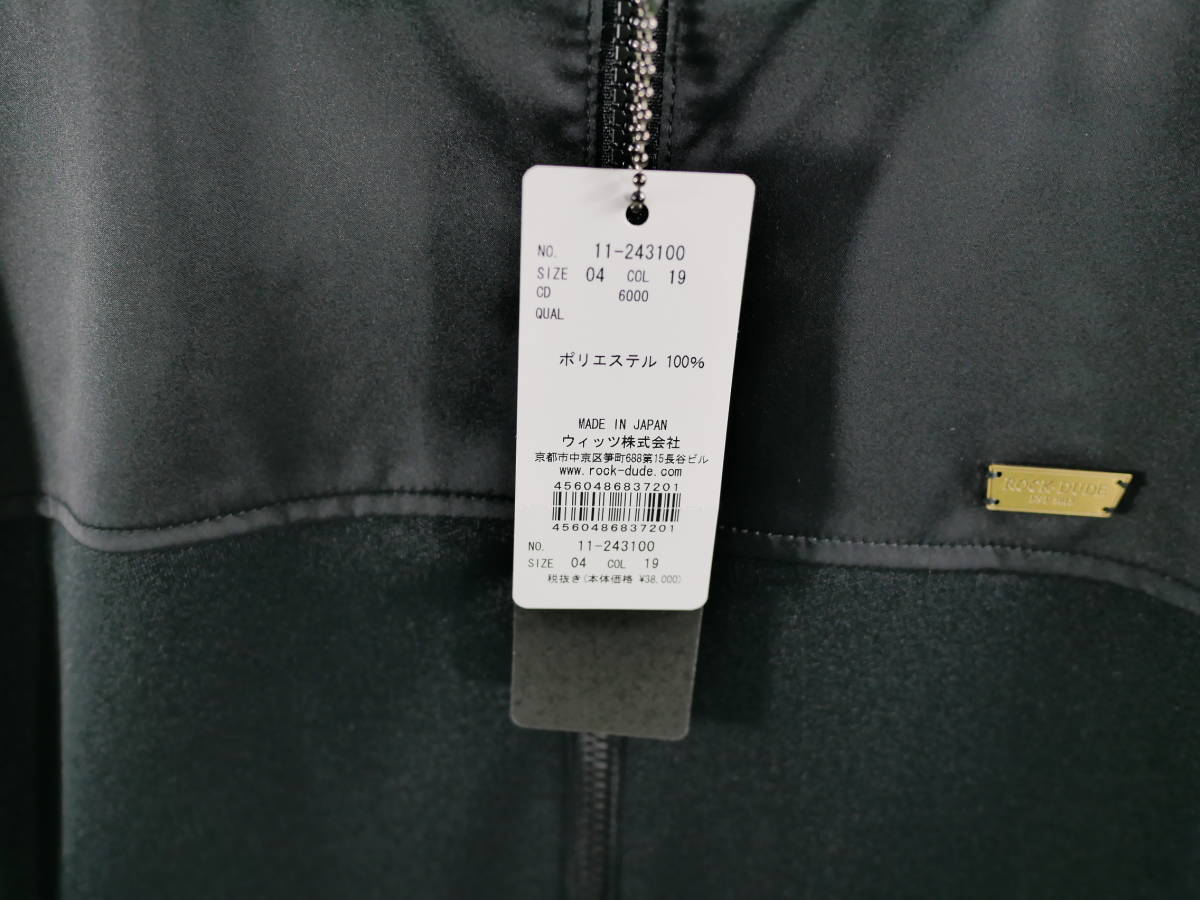 NO. 11-243100
SIZE 04 COL 19
CD 6000
QUAL
ポリエステル 100%
MADE IN JAPAN
ウィッツ株式会社
京都市中京区笋町688第15長谷ビル
www.rock-dude.com
4560486837201
4560486837201
NO. 11-243100
SIZE 04 COL 19
税抜き(本体価格 ¥38,000)
ROCK-DUDE